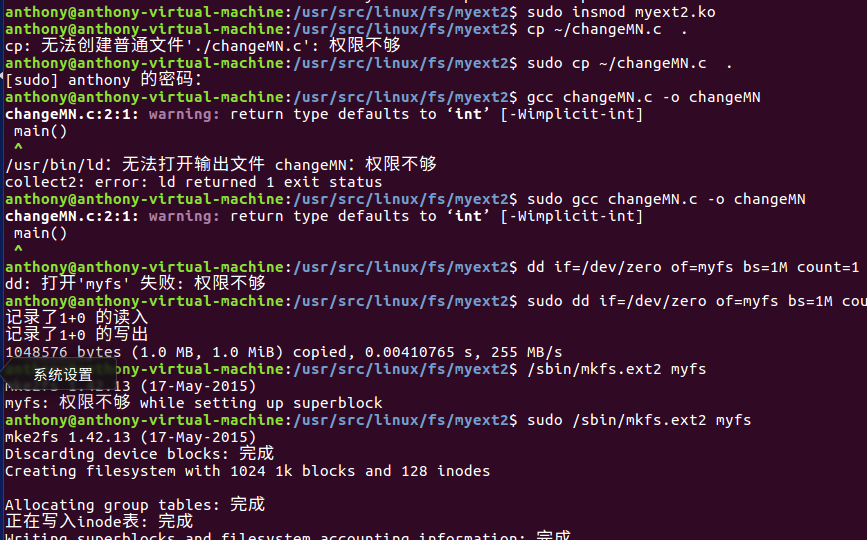 anthony@anthony-virtual-machine:/usr/src/linux/fs/myext2$ sudo insmod myext2.ko
anthony@anthony-virtual-machine:/usr/src/linux/fs/myext2$ cp ~/changeMN.c  .
cp: 无法创建普通文件'./changeMN.c': 权限不够
anthony@anthony-virtual-machine:/usr/src/linux/fs/myext2$ sudo cp ~/changeMN.c  .
[sudo] anthony 的密码：
anthony@anthony-virtual-machine:/usr/src/linux/fs/myext2$ gcc changeMN.c -o changeMN
changeMN.c:2:1: warning: return type defaults to ‘int’ [-Wimplicit-int]
 main()
 ^
/usr/bin/ld: 无法打开输出文件 changeMN：权限不够
collect2: error: ld returned 1 exit status
anthony@anthony-virtual-machine:/usr/src/linux/fs/myext2$ sudo gcc changeMN.c -o changeMN
changeMN.c:2:1: warning: return type defaults to ‘int’ [-Wimplicit-int]
 main()
 ^
anthony@anthony-virtual-machine:/usr/src/linux/fs/myext2$ dd if=/dev/zero of=myfs bs=1M count=1
dd: 打开'myfs' 失败: 权限不够
anthony@anthony-virtual-machine:/usr/src/linux/fs/myext2$ sudo dd if=/dev/zero of=myfs bs=1M cou
记录了1+0 的读入
记录了1+0 的写出
1048576 bytes (1.0 MB, 1.0 MiB) copied, 0.00410765 s, 255 MB/s
anthony@anthony-virtual-machine:/usr/src/linux/fs/myext2$ /sbin/mkfs.ext2 myfs
系统设置
mke2fs 1.42.13 (17-May-2015)
myfs: 权限不够 while setting up superblock
anthony@anthony-virtual-machine:/usr/src/linux/fs/myext2$ sudo /sbin/mkfs.ext2 myfs
mke2fs 1.42.13 (17-May-2015)
Discarding device blocks: 完成
Creating filesystem with 1024 1k blocks and 128 inodes
Allocating group tables: 完成
正在写入inode表: 完成
Writing superblocks and filesystem accounting information: 完成